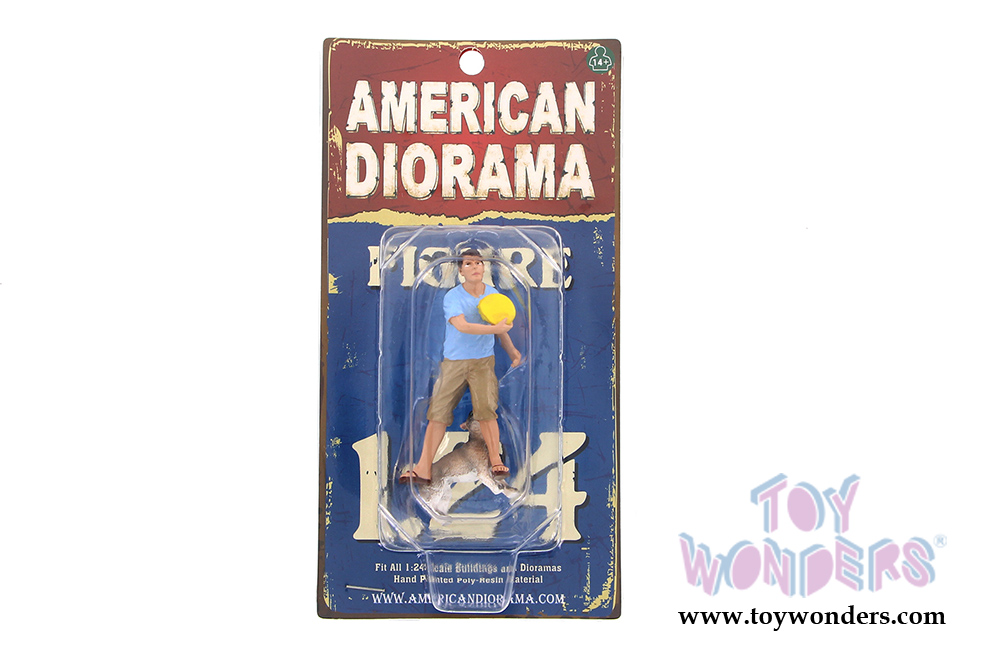 14+
AMERICAN
DIORAMA
FIGURE
1:24
Fit All 1:24 Scale Buildings and Dioramas
Hand Painted Poly-Resin Material
WWW.AMERICANDIORAMA.COM
TOY
WONDERS®
www.toywonders.com